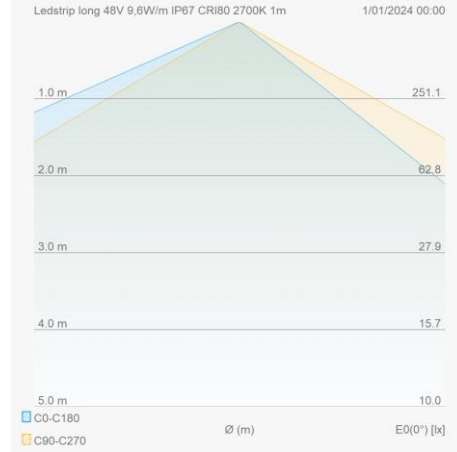 Ledstrip long 48V 9,6W/m IP67 CRI80 2700K 1m 1/01/2024 00:00
1.0 m 251.1
2.0 m 62.8
3.0 m 27.9
4.0 m 15.7
5.0 m 10.0
C0-C180
Ø (m) E0(0°) [lx]
C90-C270